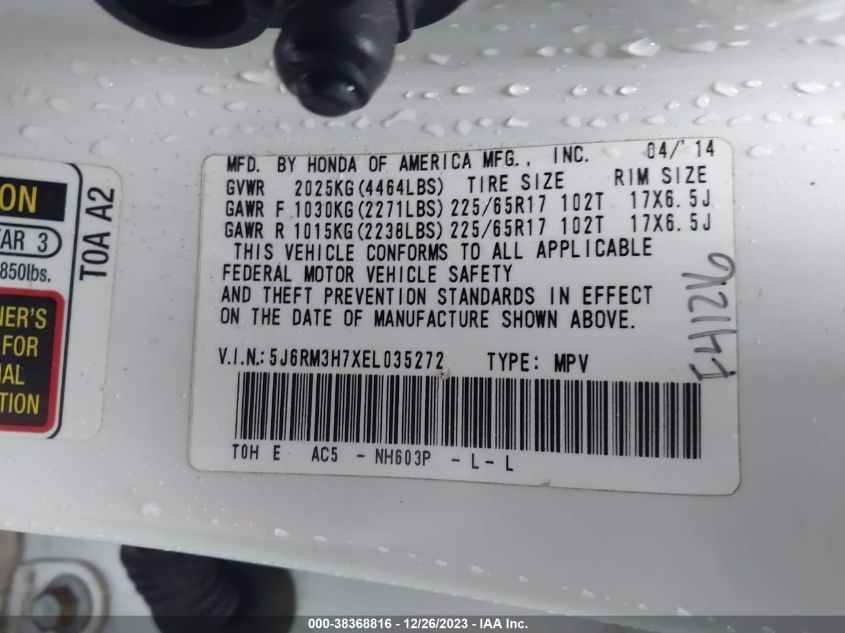 MFD. BY HONDA OF AMERICA MFG., INC. 04/'14
GVWR 2025KG(4464LBS) TIRE SIZE RIM SIZE
GAWR F 1030KG(2271LBS) 225/65R17 102T 17X6.5J
GAWR R 1015KG(2238LBS) 225/65R17 102T 17X6.5J
THIS VEHICLE CONFORMS TO ALL APPLICABLE
FEDERAL MOTOR VEHICLE SAFETY
AND THEFT PREVENTION STANDARDS IN EFFECT
ON THE DATE OF MANUFACTURE SHOWN ABOVE.
V.I.N.: 5J6RM3H7XEL035272 TYPE: MPV
T0H E AC5 - NH603P - L - L
ON
AR 3
850lbs.
NER'S
FOR
AL
TION
T0A A2
000-38368816 - 12/26/2023 - IAA Inc.